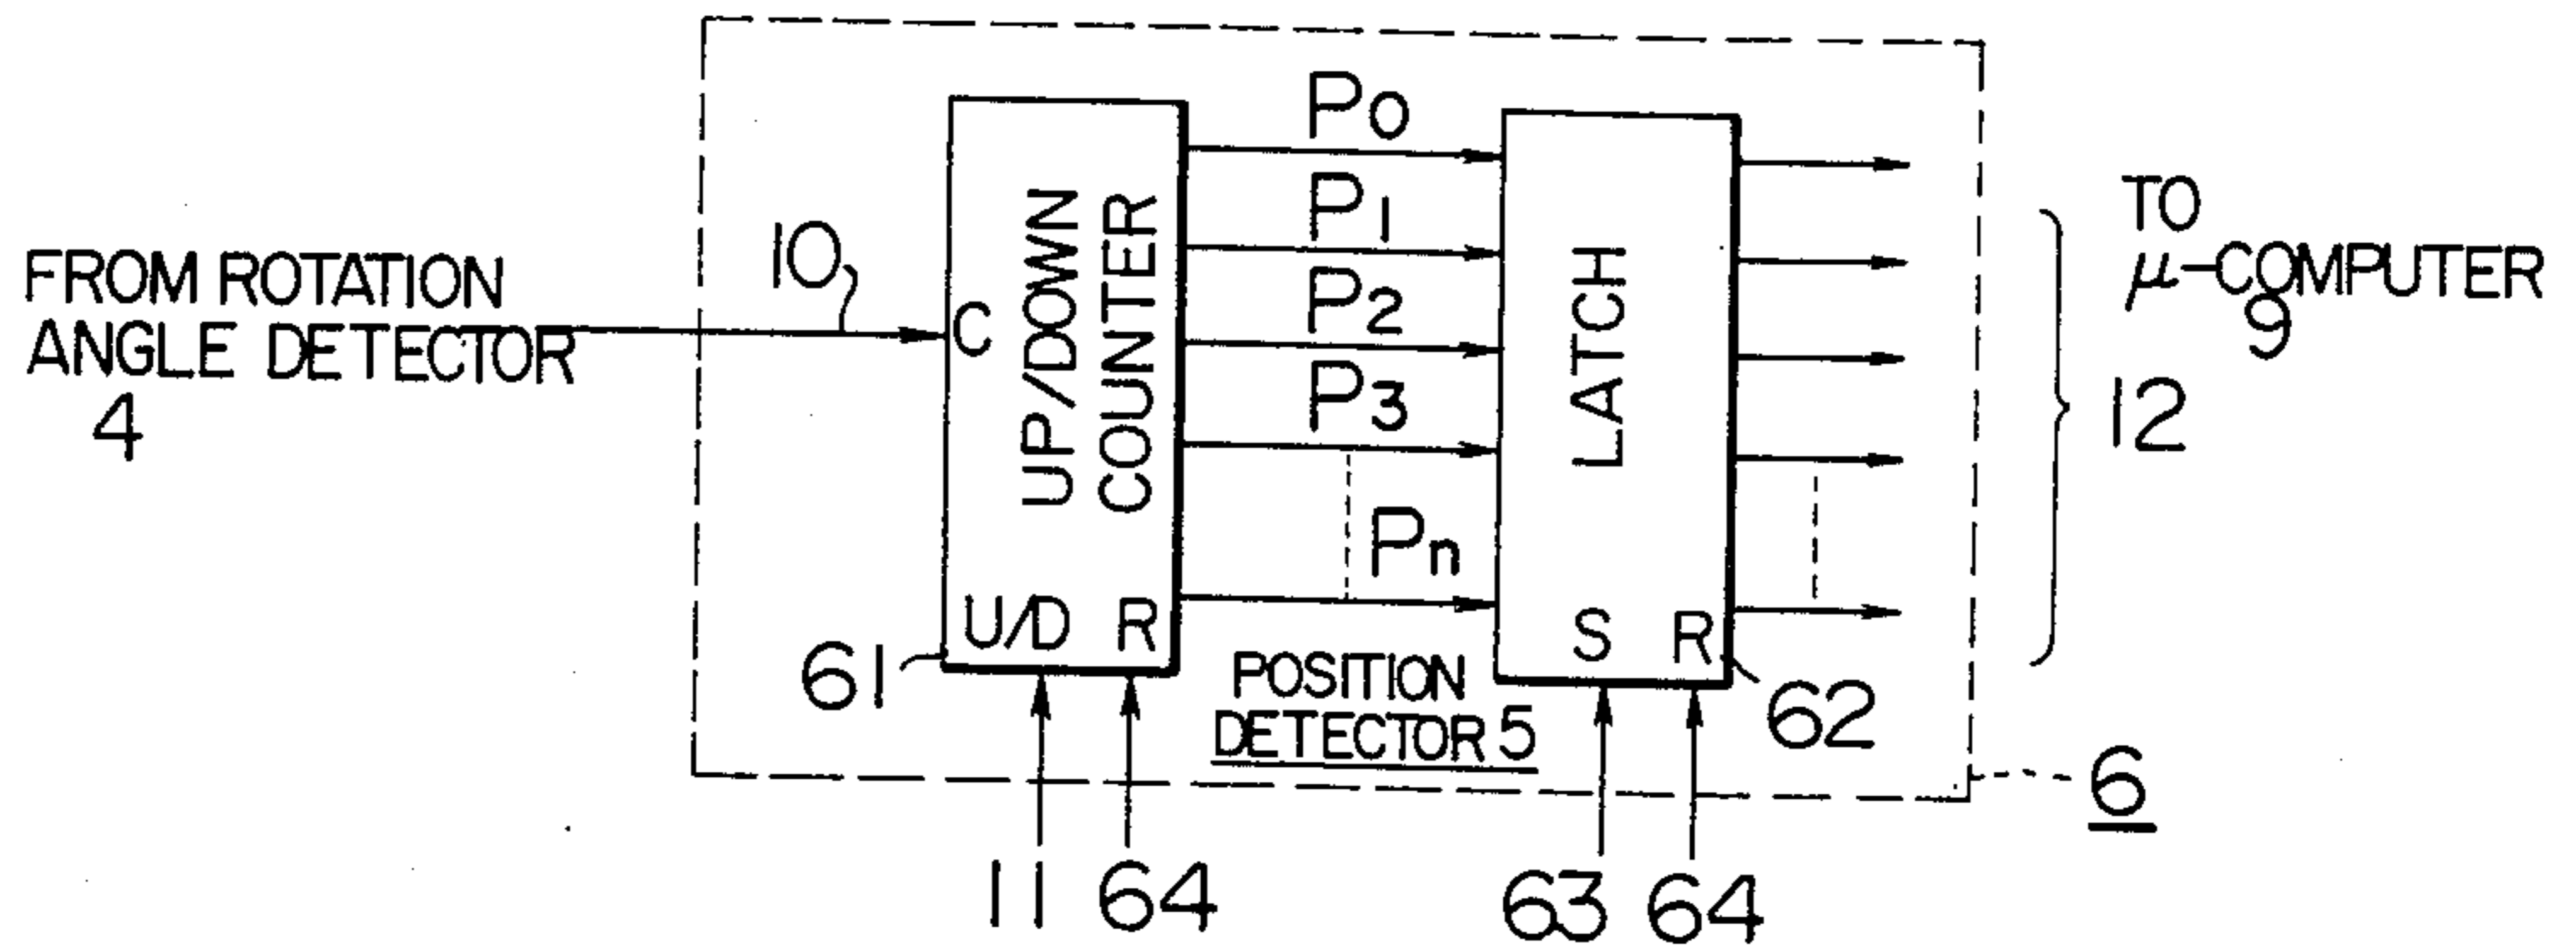 FROM ROTATION
ANGLE DETECTOR
4
10
C
UP/DOWN
COUNTER
U/D R
61
11
64
P0
P1
P2
P3
Pn
POSITION
DETECTOR 5
LATCH
S R
62
63
64
TO
μ-COMPUTER
9
12
6